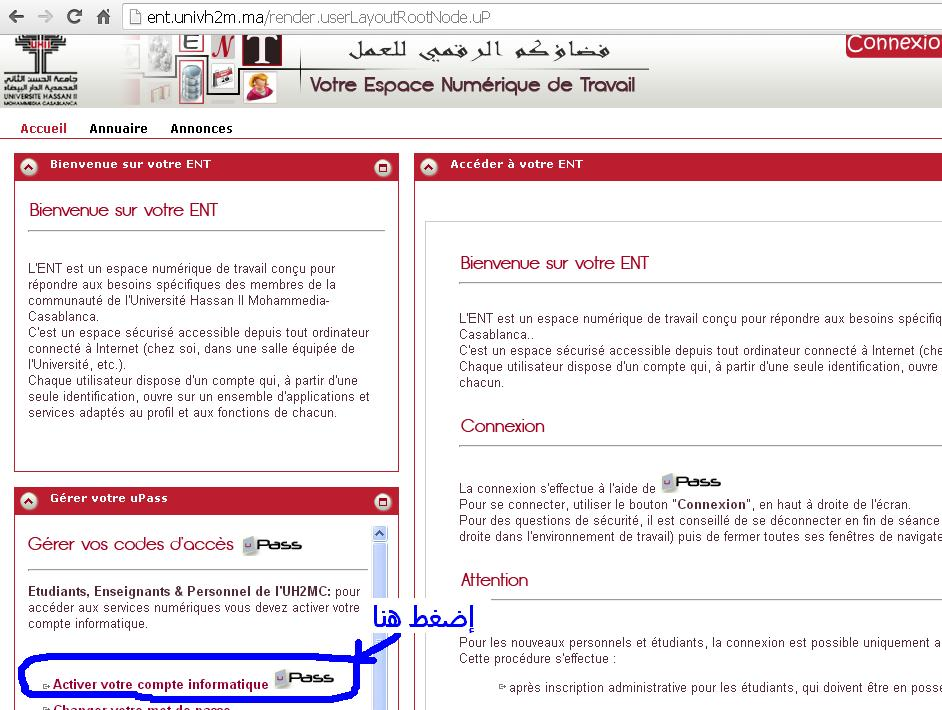 ent.univh2m.ma/render.userLayoutRootNode.uP
E N T
فضاؤكم الرقمي للعمل
Votre Espace Numérique de Travail
Connexio
جامعة الحسن الثاني
المحمدية الدار البيضاء
UNIVERSITE HASSAN II
MOHAMMEDIA CASABLANCA
Accueil Annuaire Annonces
Bienvenue sur votre ENT
Bienvenue sur votre ENT
L'ENT est un espace numérique de travail conçu pour
répondre aux besoins spécifiques des membres de la
communauté de l'Université Hassan II Mohammedia-
Casablanca.
C'est un espace sécurisé accessible depuis tout ordinateur
connecté à Internet (chez soi, dans une salle équipée de
l'Université, etc.).
Chaque utilisateur dispose d'un compte qui, à partir d'une
seule identification, ouvre sur un ensemble d'applications et
services adaptés au profil et aux fonctions de chacun.
Gérer votre uPass
Gérer vos codes d'accès uPass
Etudiants, Enseignants & Personnel de l'UH2MC: pour
accéder aux services numériques vous devez activer votre
compte informatique.
إضغط هنا
Activer votre compte informatique uPass
Changer votre mot de passe
Accéder à votre ENT
Bienvenue sur votre ENT
L'ENT est un espace numérique de travail conçu pour répondre aux besoins spécifiq
Casablanca..
C'est un espace sécurisé accessible depuis tout ordinateur connecté à Internet (che
Chaque utilisateur dispose d'un compte qui, à partir d'une seule identification, ouvre
chacun.
Connexion
La connexion s'effectue à l'aide de uPass
Pour se connecter, utiliser le bouton "Connexion", en haut à droite de l'écran.
Pour des questions de sécurité, il est conseillé de se déconnecter en fin de séance
droite dans l'environnement de travail) puis de fermer toutes ses fenêtres de navigate
Attention
Pour les nouveaux personnels et étudiants, la connexion est possible uniquement a
Cette procédure s'effectue :
après inscription administrative pour les étudiants, qui doivent être en posse